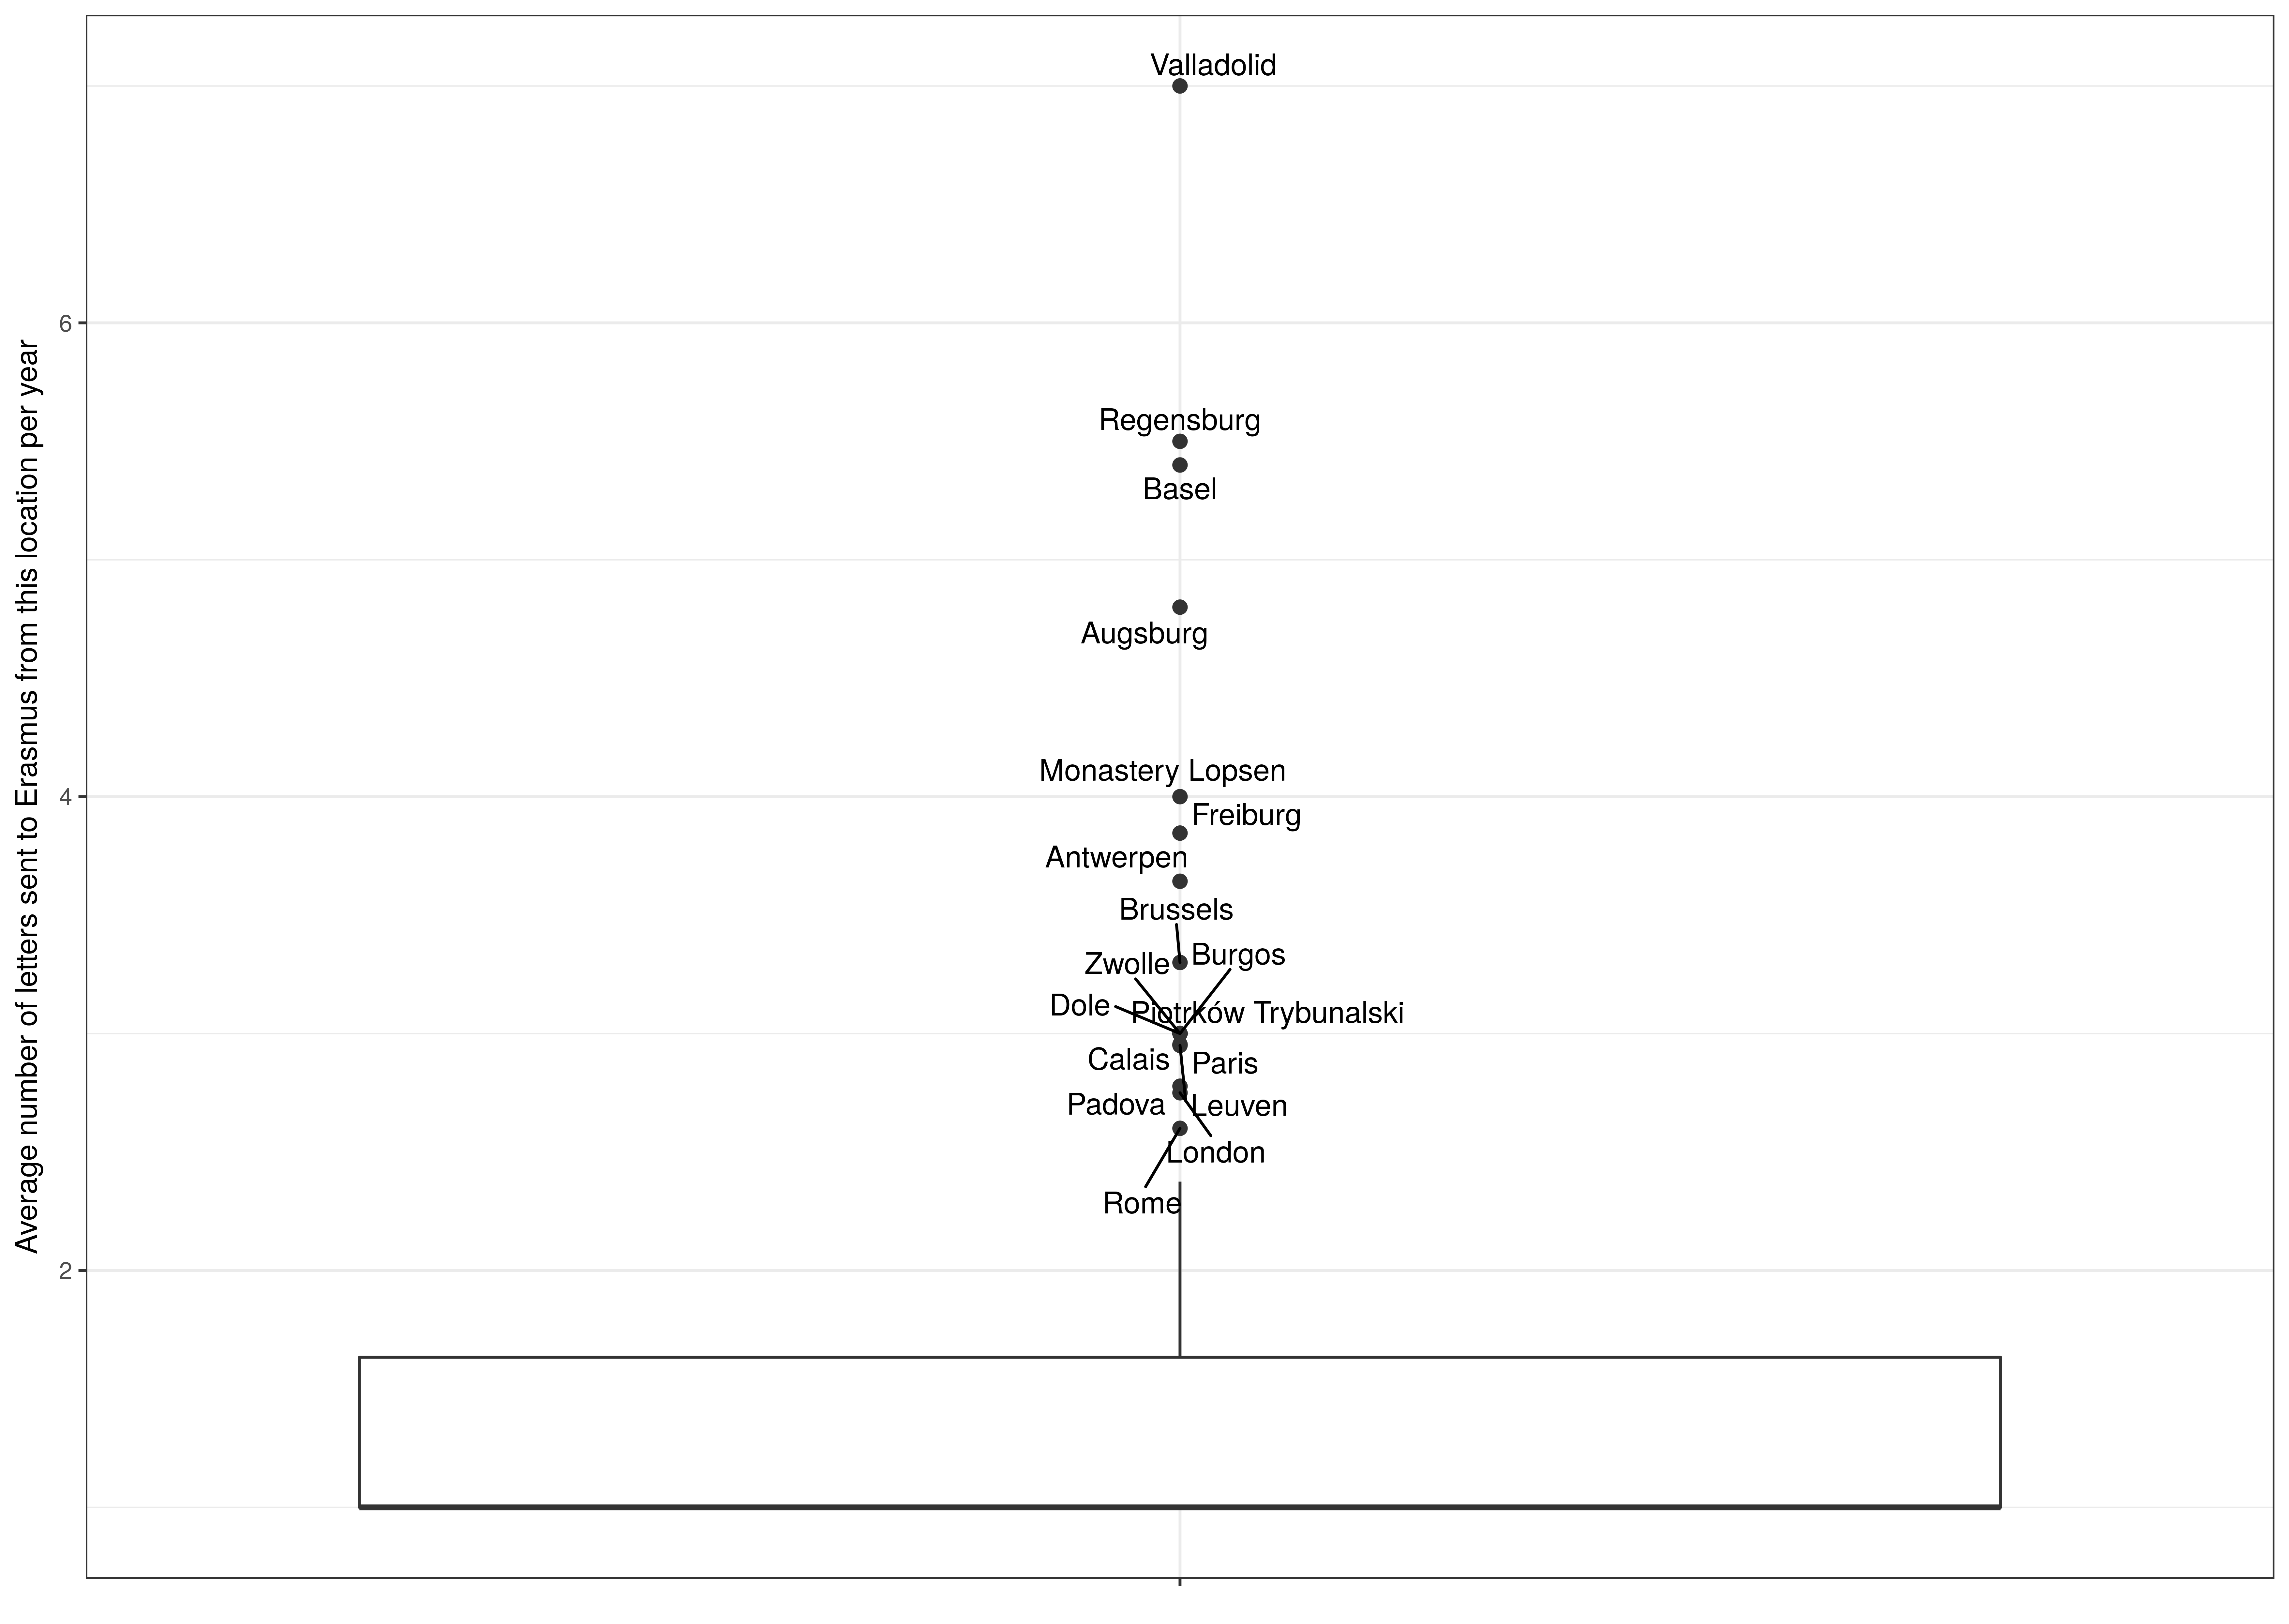 Average number of letters sent to Erasmus from this location per year
6
4
2
Valladolid
Regensburg
Basel
Augsburg
Monastery Lopsen
Freiburg
Antwerpen
Brussels
Burgos
Zwolle
Dole
Piotrków Trybunalski
Calais
Paris
Padova
Leuven
London
Rome